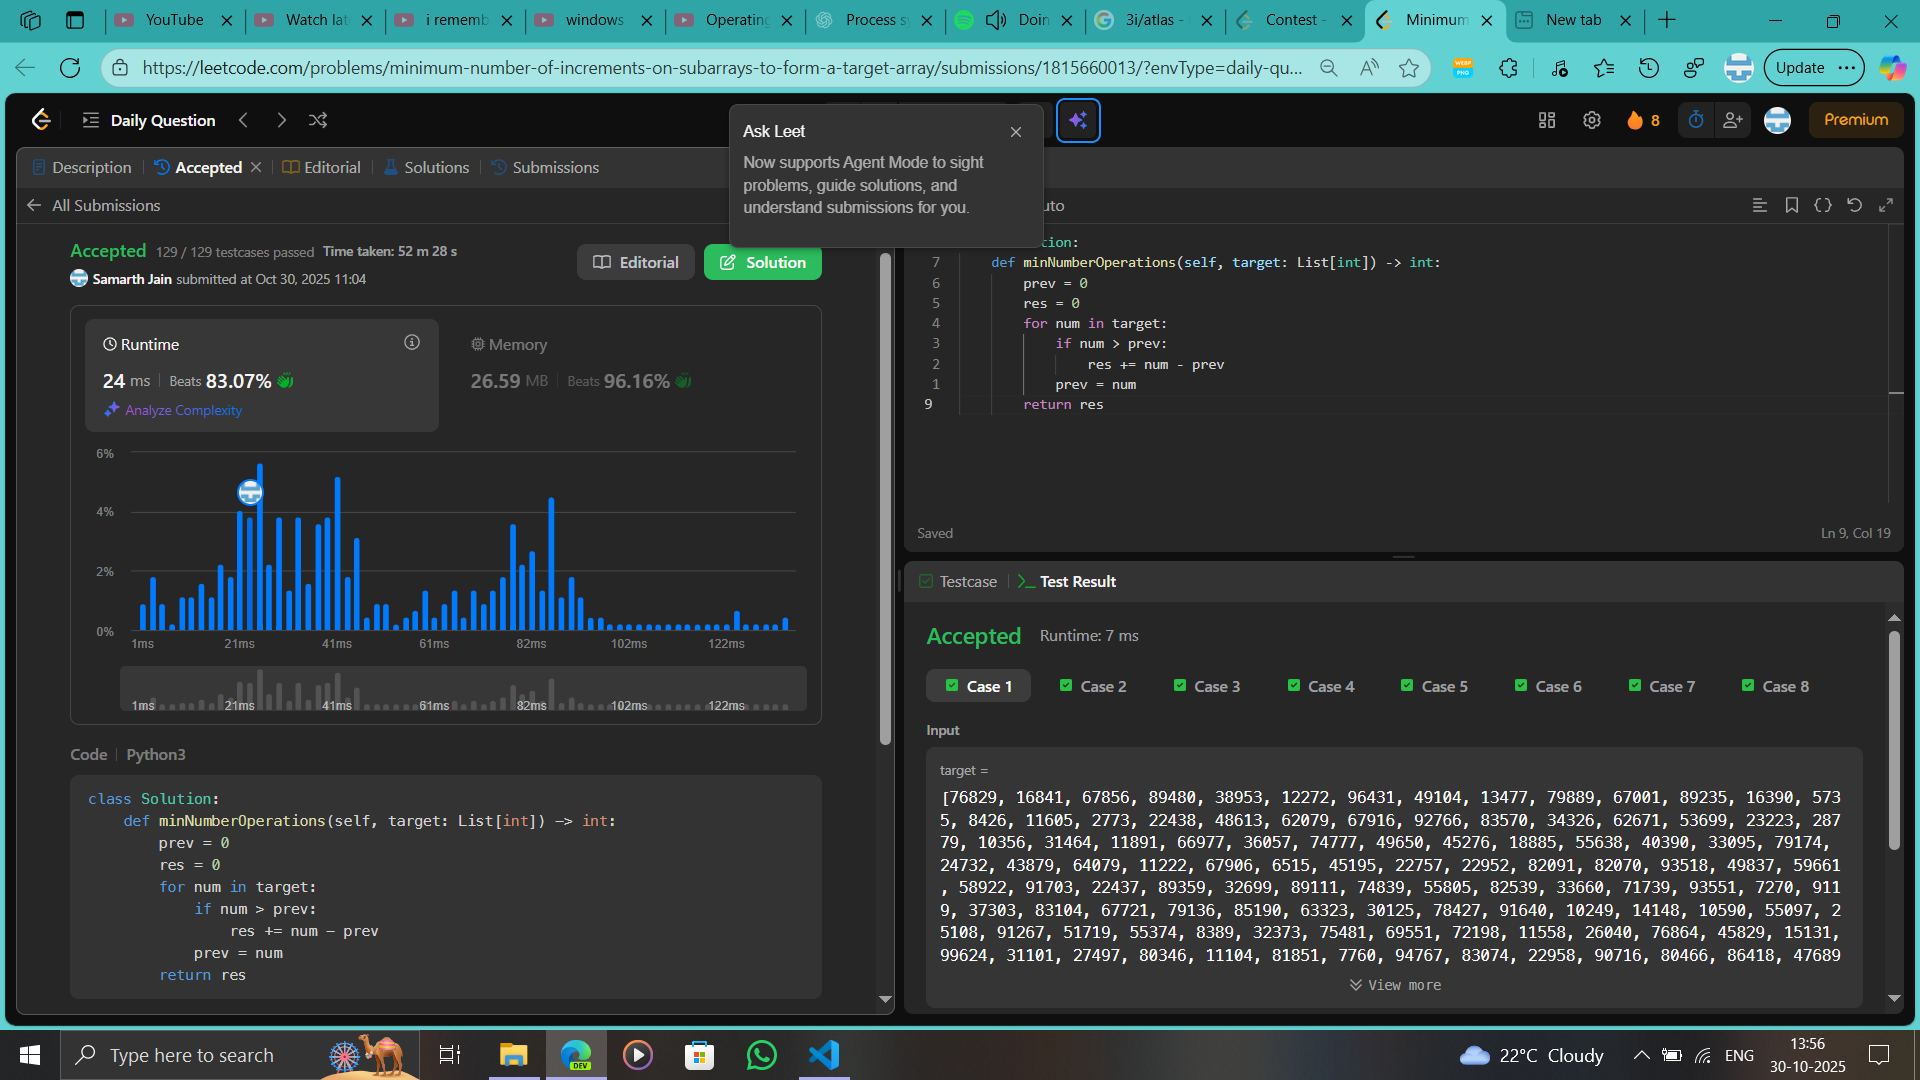 YouTube
Watch lat
i rememb
windows
Operating
Process s
Doin
3i/atlas -
Contest -
Minimum
New tab
https://leetcode.com/problems/minimum-number-of-increments-on-subarrays-to-form-a-target-array/submissions/1815660013/?envType=daily-qu...
WEBP
PNG
Update
Daily Question
8
Premium
Ask Leet
Now supports Agent Mode to sight
problems, guide solutions, and
understand submissions for you.
Description
Accepted
Editorial
Solutions
Submissions
All Submissions
Accepted 129 / 129 testcases passed Time taken: 52 m 28 s
Samarth Jain submitted at Oct 30, 2025 11:04
Editorial
Solution
Runtime
24 ms Beats 83.07%
Analyze Complexity
Memory
26.59 MB Beats 96.16%
6%
4%
2%
0%
1ms 21ms 41ms 61ms 82ms 102ms 122ms
1ms 21ms 41ms 61ms 82ms 102ms 122ms
Code Python3
class Solution:
def minNumberOperations(self, target: List[int]) -> int:
prev = 0
res = 0
for num in target:
if num > prev:
res += num - prev
prev = num
return res
uto
tion:
7 def minNumberOperations(self, target: List[int]) -> int:
6 prev = 0
5 res = 0
4 for num in target:
3 if num > prev:
2 res += num - prev
1 prev = num
9 return res
Saved
Ln 9, Col 19
Testcase
Test Result
Accepted Runtime: 7 ms
Case 1 Case 2 Case 3 Case 4 Case 5 Case 6 Case 7 Case 8
Input
target =
[76829, 16841, 67856, 89480, 38953, 12272, 96431, 49104, 13477, 79889, 67001, 89235, 16390, 573
5, 8426, 11605, 2773, 22438, 48613, 62079, 67916, 92766, 83570, 34326, 62671, 53699, 23223, 287
79, 10356, 31464, 11891, 66977, 36057, 74777, 49650, 45276, 18885, 55638, 40390, 33095, 79174,
24732, 43879, 64079, 11222, 67906, 6515, 45195, 22757, 22952, 82091, 82070, 93518, 49837, 59661
, 58922, 91703, 22437, 89359, 32699, 89111, 74839, 55805, 82539, 33660, 71739, 93551, 7270, 911
9, 37303, 83104, 67721, 79136, 85190, 63323, 30125, 78427, 91640, 10249, 14148, 10590, 55097, 2
5108, 91267, 51719, 55374, 8389, 32373, 75481, 69551, 72198, 11558, 26040, 76864, 45829, 15131,
99624, 31101, 27497, 80346, 11104, 81851, 7760, 94767, 83074, 22958, 90716, 80466, 86418, 47689
View more
Type here to search
DEV
22°C Cloudy
ENG
13:56
30-10-2025